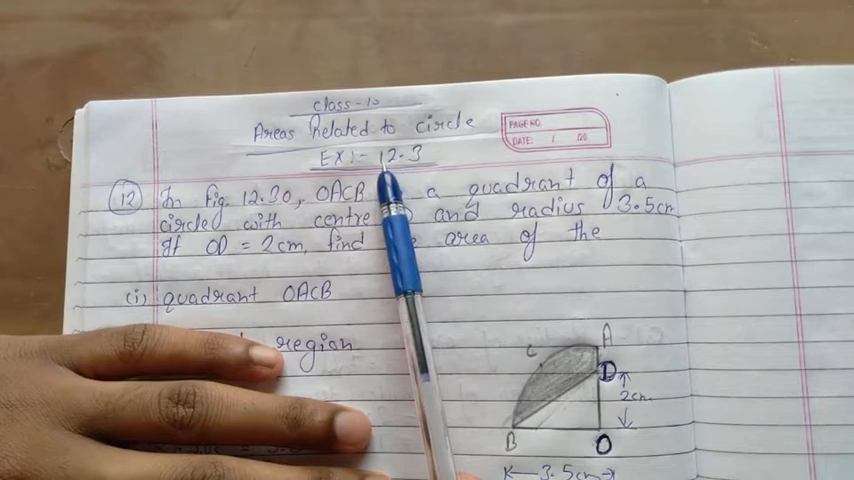 Class-10
Areas Related to circle
PAGE NO.
DATE: / /20
EX:- 12.3
12 In Fig. 12.30, OACB a quadrant of a
circle with centre and radius 3.5cm
If OD = 2cm, find area of the
(i) quadrant OACB
region
A
C
D
2cm
B
O
3.5cm